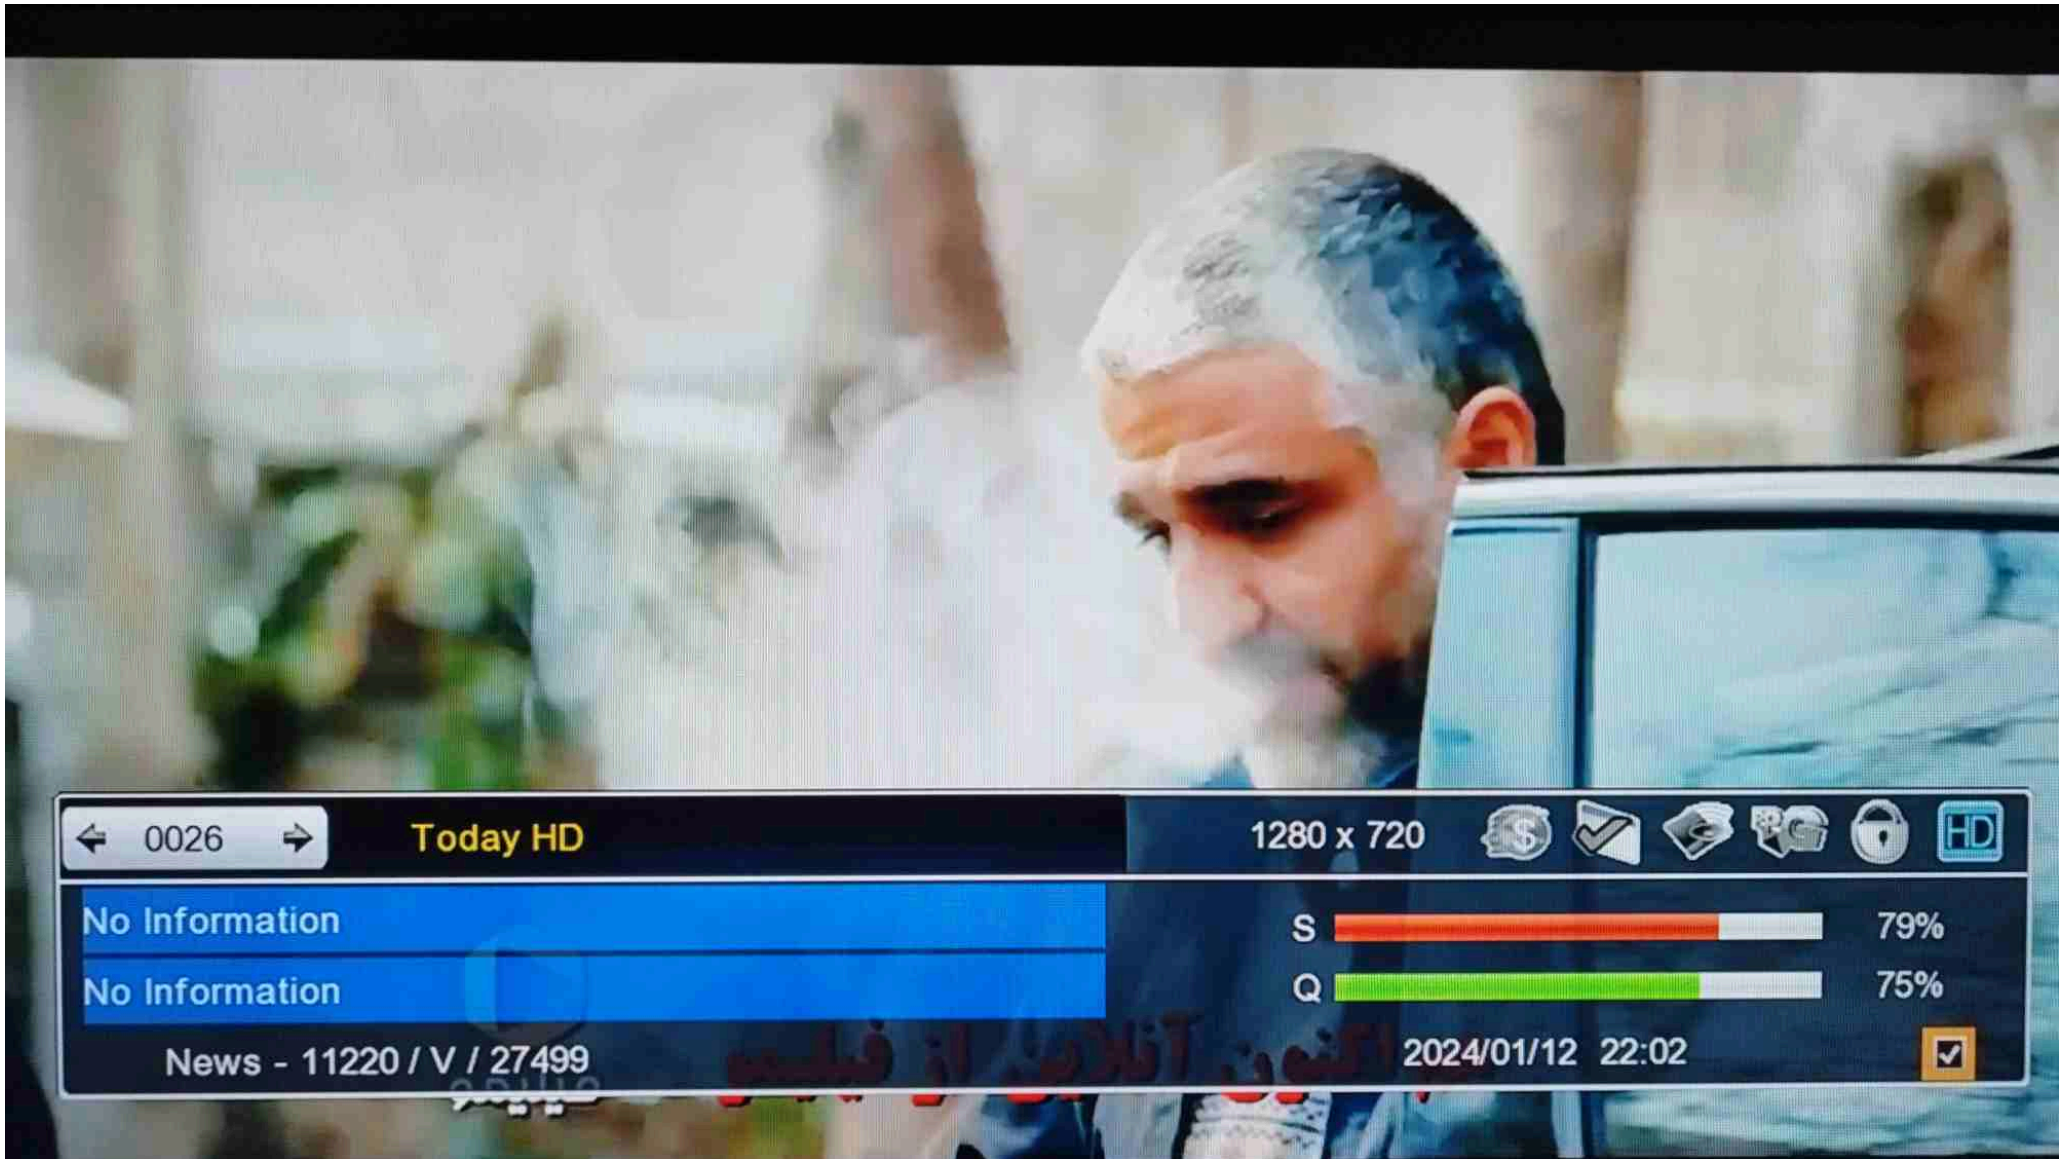 0026
Today HD
1280 x 720
HD
No Information
S 79%
No Information
Q 75%
News - 11220 / V / 27499
2024/01/12 22:02
اکنون آنلاین از فیلیمو
فیلیمو